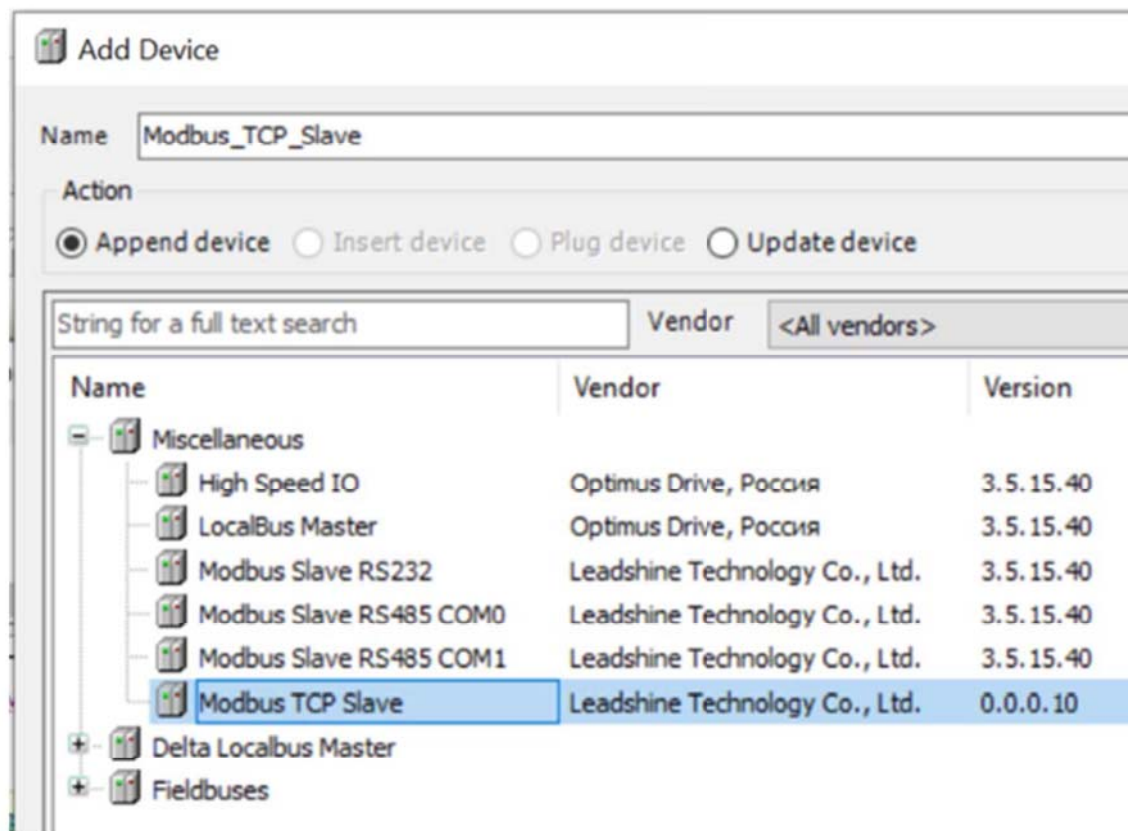 Add Device
Name Modbus_TCP_Slave
Action
Append device Insert device Plug device Update device
String for a full text search Vendor <All vendors>
Name Vendor Version
Miscellaneous
High Speed IO Optimus Drive, Россия 3.5.15.40
LocalBus Master Optimus Drive, Россия 3.5.15.40
Modbus Slave RS232 Leadshine Technology Co., Ltd. 3.5.15.40
Modbus Slave RS485 COM0 Leadshine Technology Co., Ltd. 3.5.15.40
Modbus Slave RS485 COM1 Leadshine Technology Co., Ltd. 3.5.15.40
Modbus TCP Slave Leadshine Technology Co., Ltd. 0.0.0.10
Delta Localbus Master
Fieldbuses